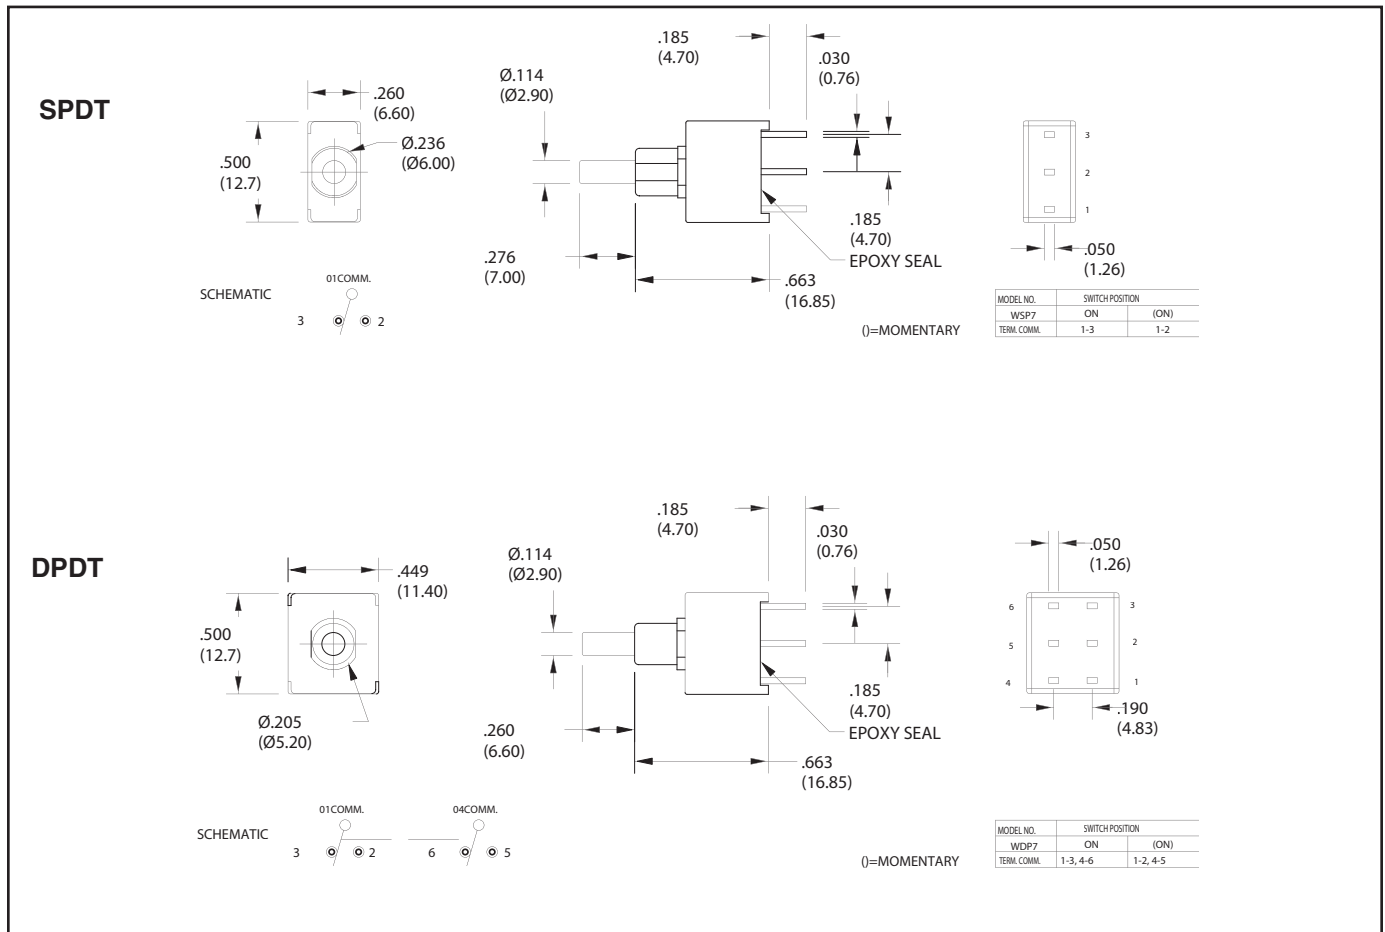 SPDT
.260
(6.60)
Ø.236
(Ø6.00)
.500
(12.7)
.185
(4.70)
.030
(0.76)
Ø.114
(Ø2.90)
.185
(4.70)
EPOXY SEAL
.276
(7.00)
.663
(16.85)
3
2
1
.050
(1.26)
SCHEMATIC
01COMM.
3 2
()=MOMENTARY
MODEL NO. SWITCH POSITION
WSP7 ON (ON)
TERM. COMM. 1-3 1-2
DPDT
.449
(11.40)
.500
(12.7)
Ø.205
(Ø5.20)
.185
(4.70)
.030
(0.76)
Ø.114
(Ø2.90)
.185
(4.70)
EPOXY SEAL
.260
(6.60)
.663
(16.85)
.050
(1.26)
6 3
5 2
4 1
.190
(4.83)
SCHEMATIC
01COMM. 04COMM.
3 2 6 5
()=MOMENTARY
MODEL NO. SWITCH POSITION
WDP7 ON (ON)
TERM. COMM. 1-3, 4-6 1-2, 4-5